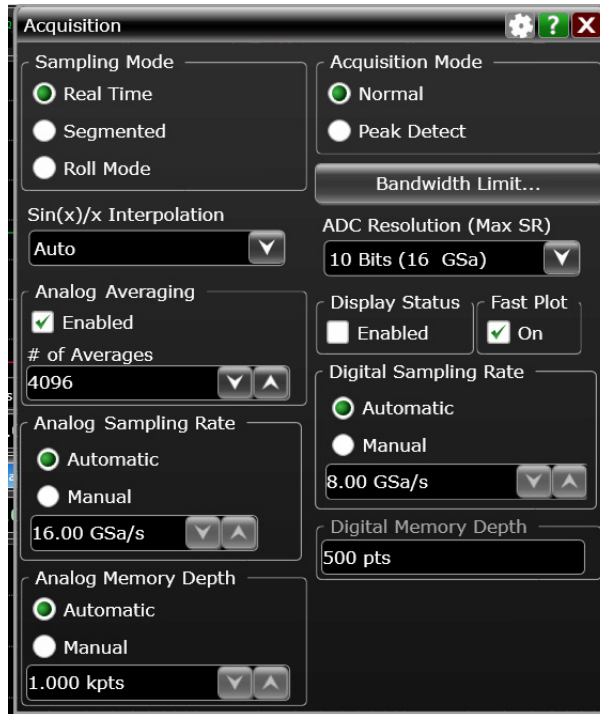 Acquisition
?
X
Sampling Mode
Real Time
Segmented
Roll Mode
Acquisition Mode
Normal
Peak Detect
Bandwidth Limit...
Sin(x)/x Interpolation
Auto
ADC Resolution (Max SR)
10 Bits (16  GSa)
Analog Averaging
Enabled
# of Averages
4096
Display Status
Enabled
Fast Plot
On
Analog Sampling Rate
Automatic
Manual
16.00 GSa/s
Digital Sampling Rate
Automatic
Manual
8.00 GSa/s
Digital Memory Depth
500 pts
Analog Memory Depth
Automatic
Manual
1.000 kpts